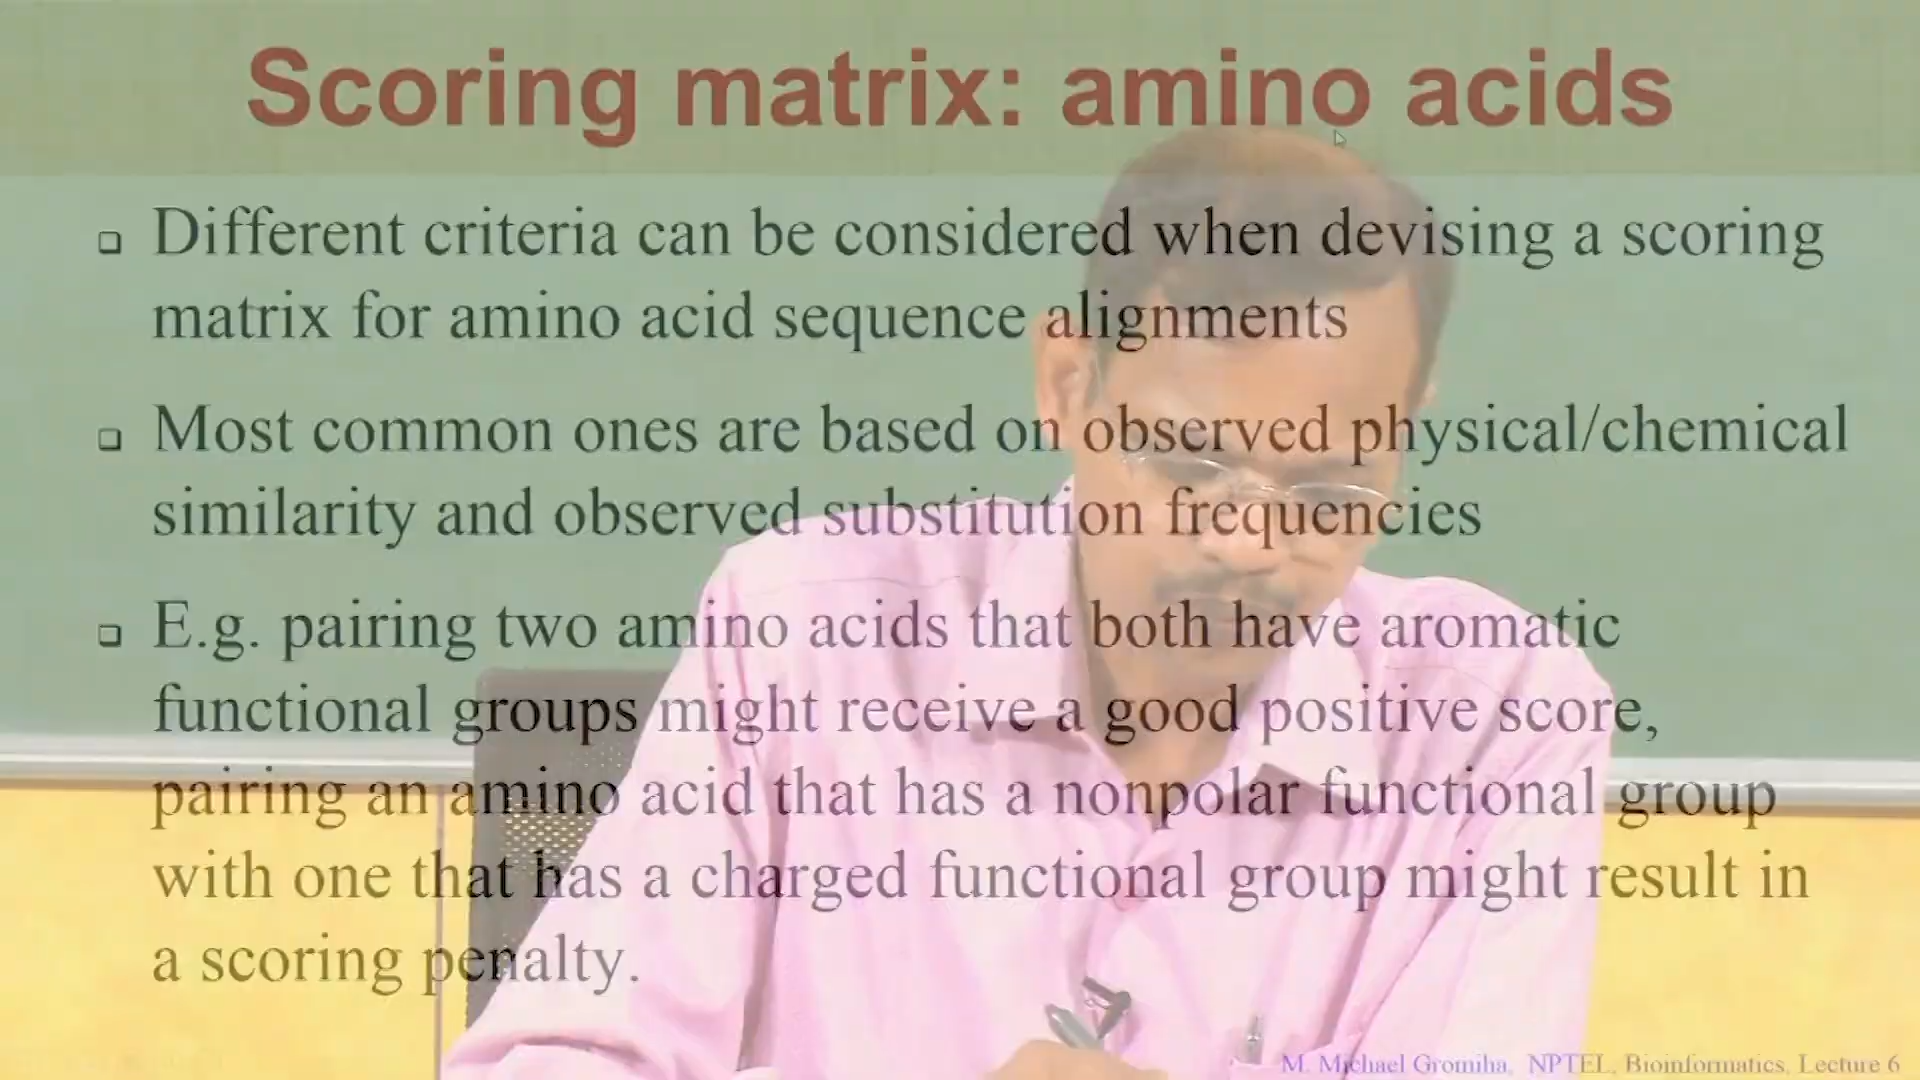 Scoring matrix: amino acids
Different criteria can be considered when devising a scoring
matrix for amino acid sequence alignments
Most common ones are based on observed physical/chemical
similarity and observed substitution frequencies
E.g. pairing two amino acids that both have aromatic
functional groups might receive a good positive score,
pairing an amino acid that has a nonpolar functional group
with one that has a charged functional group might result in
a scoring penalty.
M. Michael Gromiha, NPTEL, Bioinformatics, Lecture 6